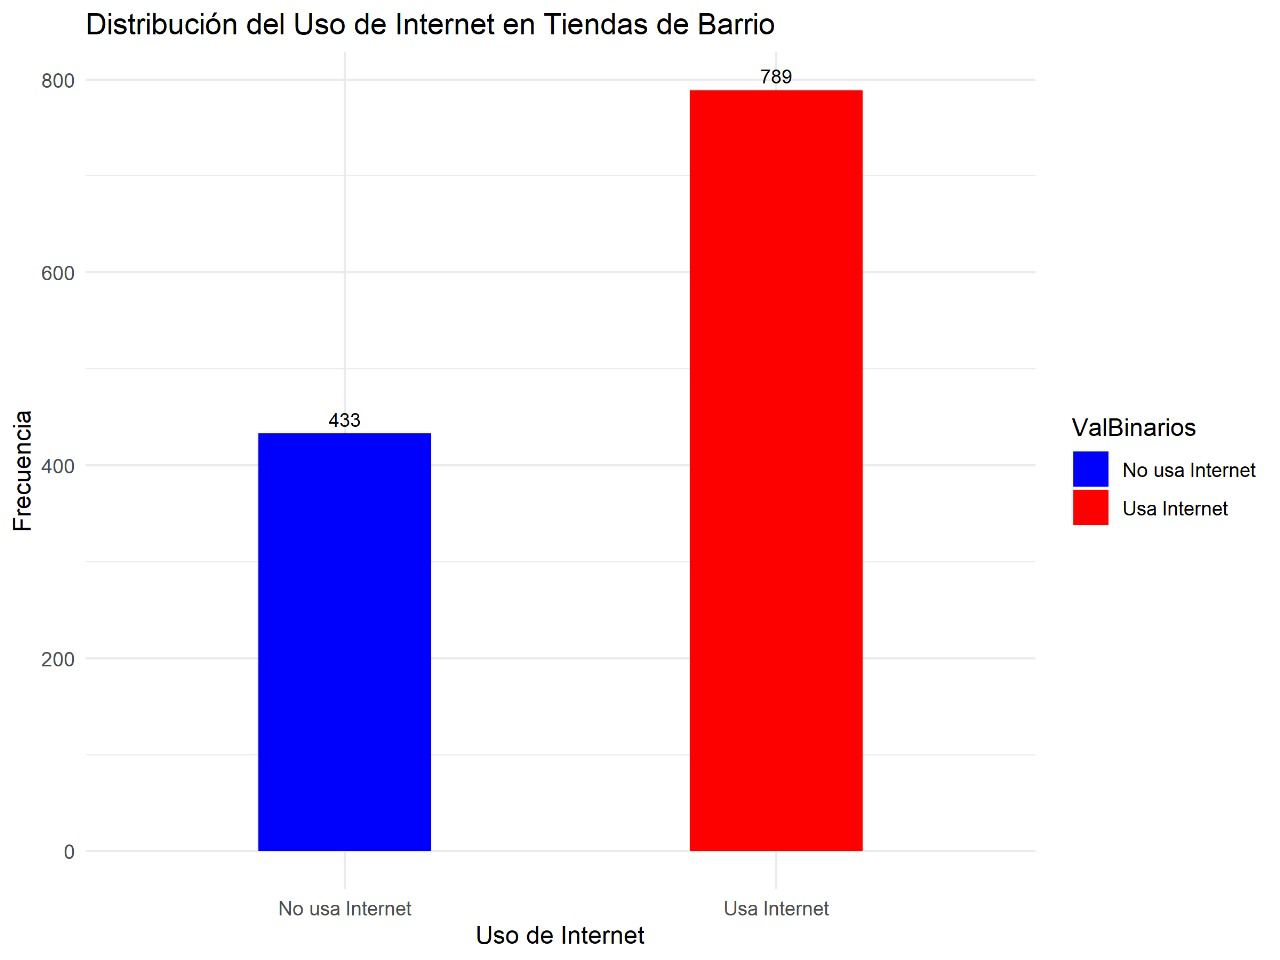 Distribución del Uso de Internet en Tiendas de Barrio
800
600
400
200
0
Frecuencia
433
789
No usa Internet
Usa Internet
Uso de Internet
ValBinarios
No usa Internet
Usa Internet